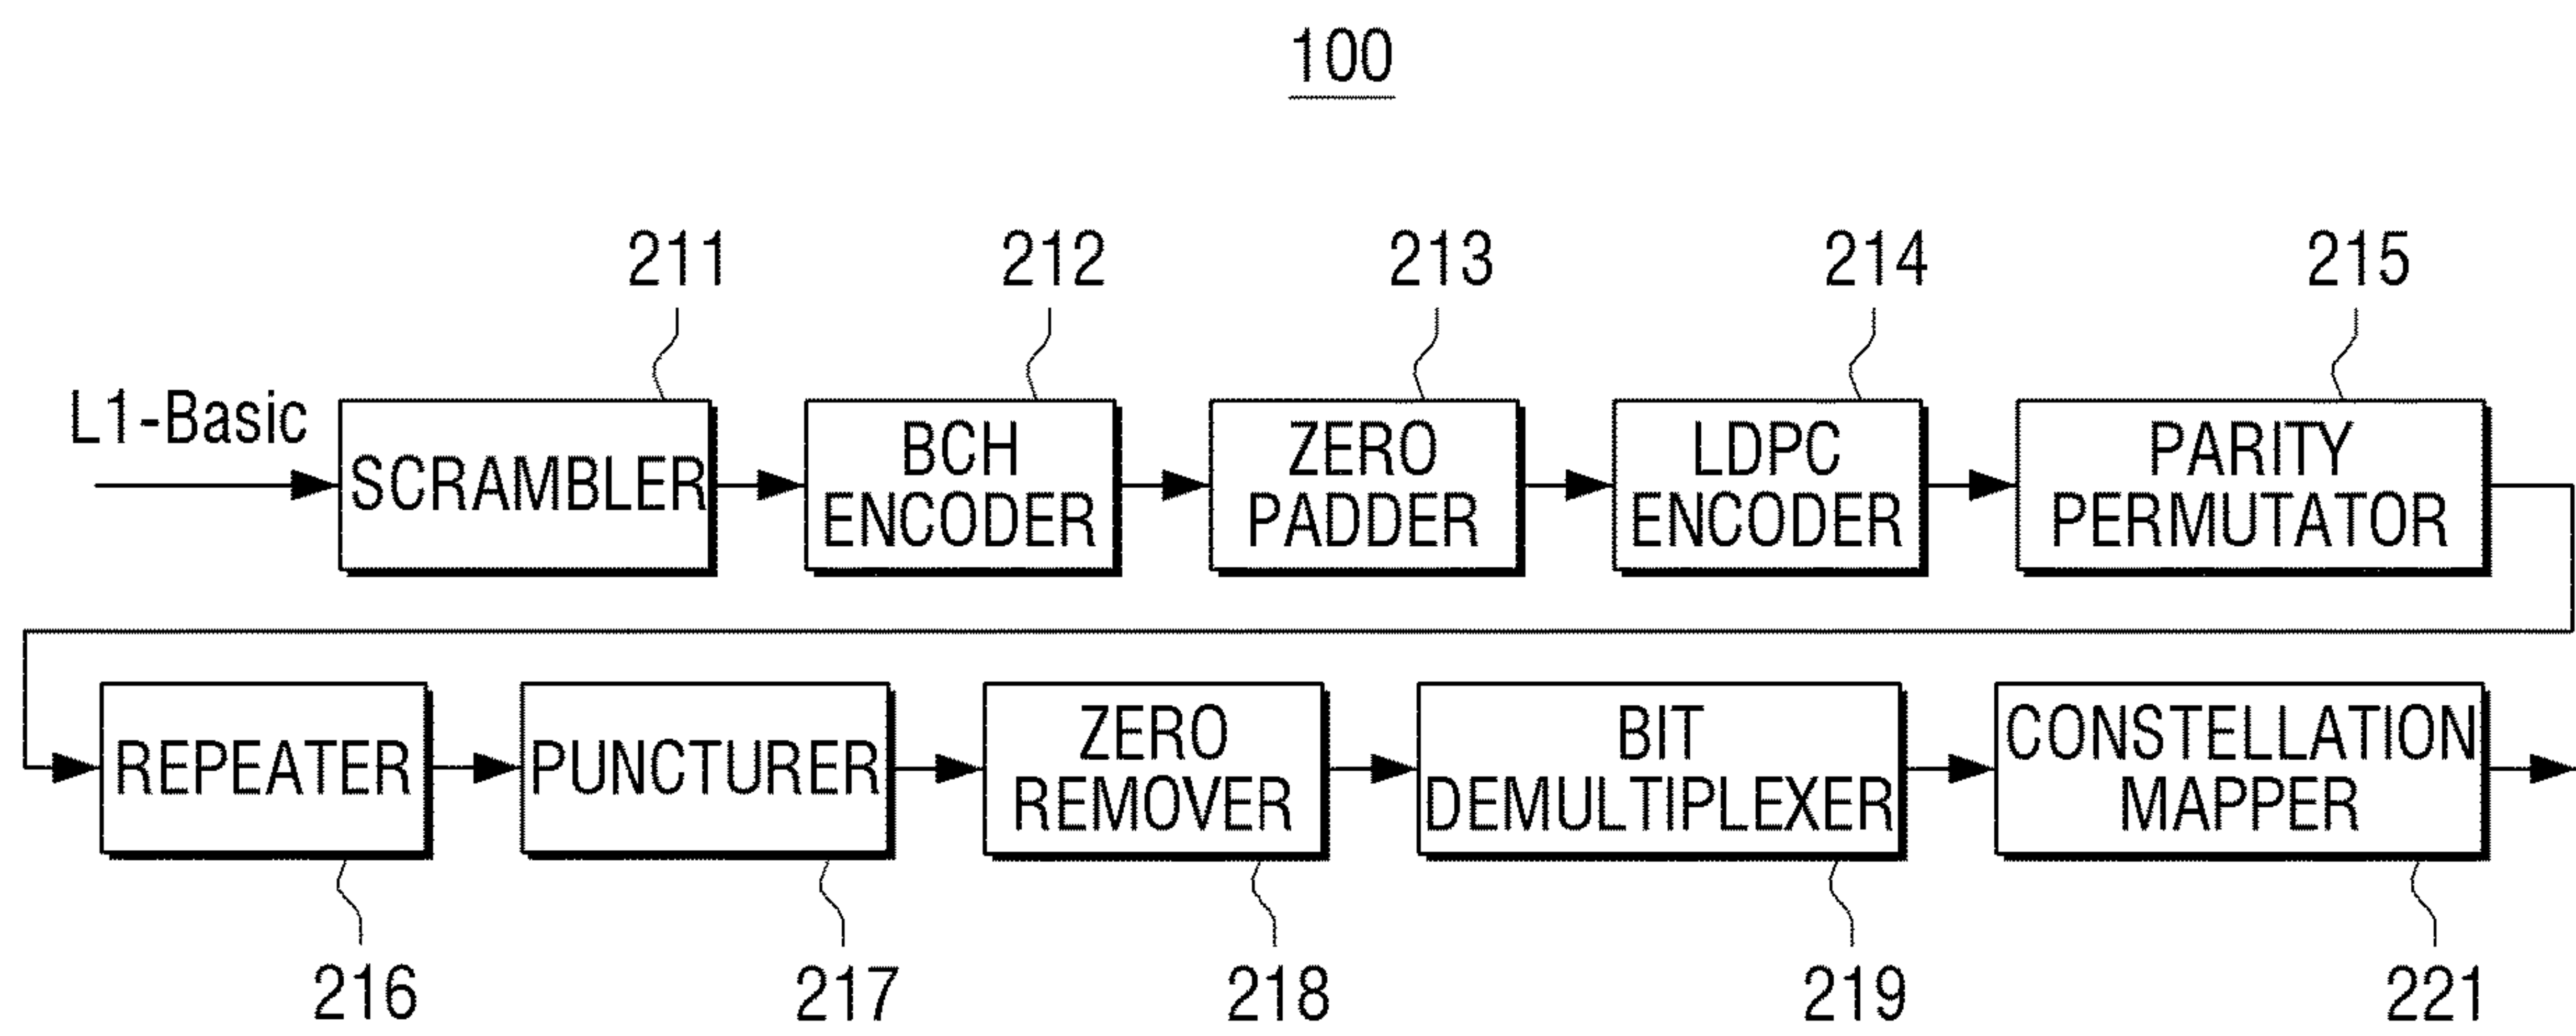 100
211
212
213
214
215
L1-Basic
SCRAMBLER
BCH
ENCODER
ZERO
PADDER
LDPC
ENCODER
PARITY
PERMUTATOR
REPEATER
PUNCTURER
ZERO
REMOVER
BIT
DEMULTIPLEXER
CONSTELLATION
MAPPER
216
217
218
219
221